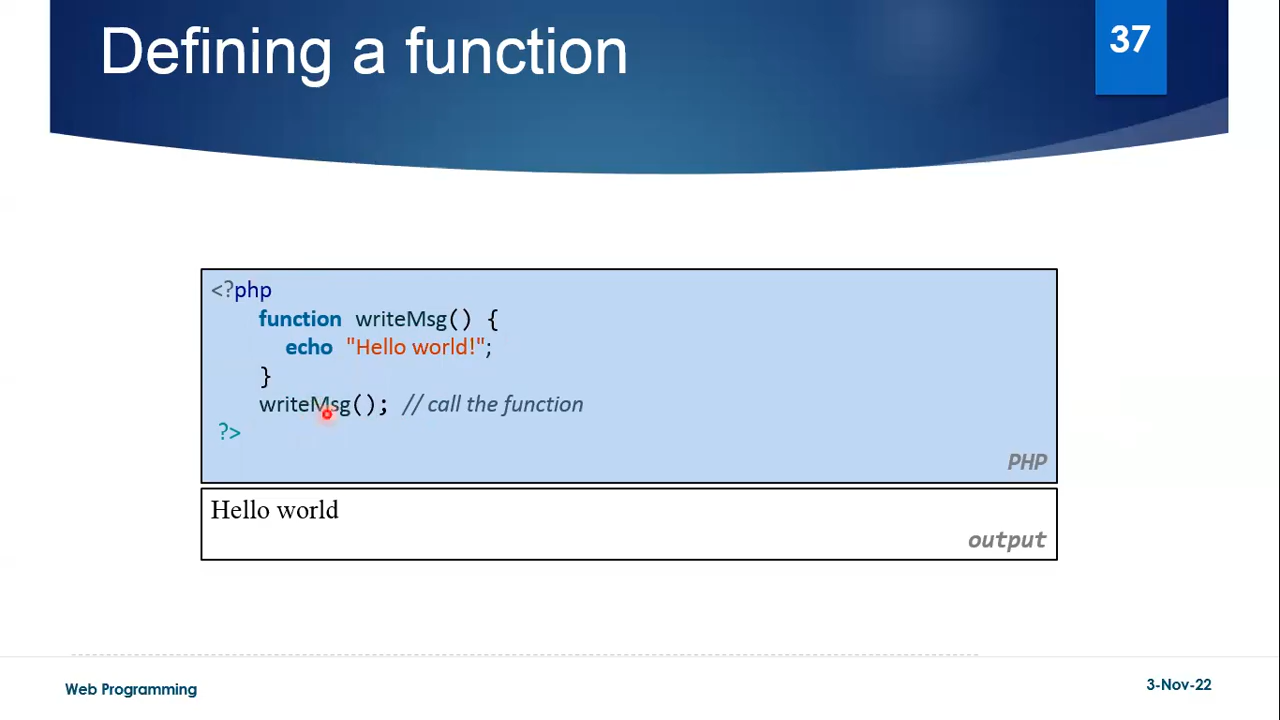 Defining a function
37
<?php
function writeMsg() {
echo "Hello world!";
}
writeMsg(); // call the function
?>
PHP
Hello world
output
Web Programming
3-Nov-22